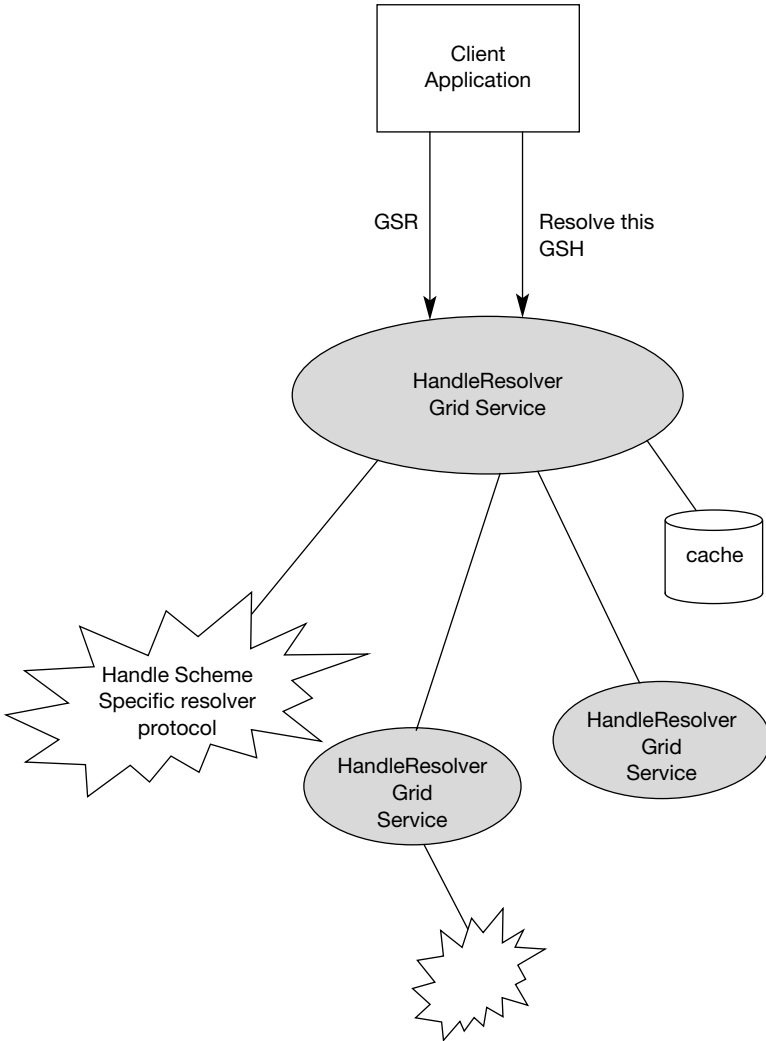 Client
Application
GSR
Resolve this
GSH
HandleResolver
Grid Service
cache
Handle Scheme
Specific resolver
protocol
HandleResolver
Grid
Service
HandleResolver
Grid
Service